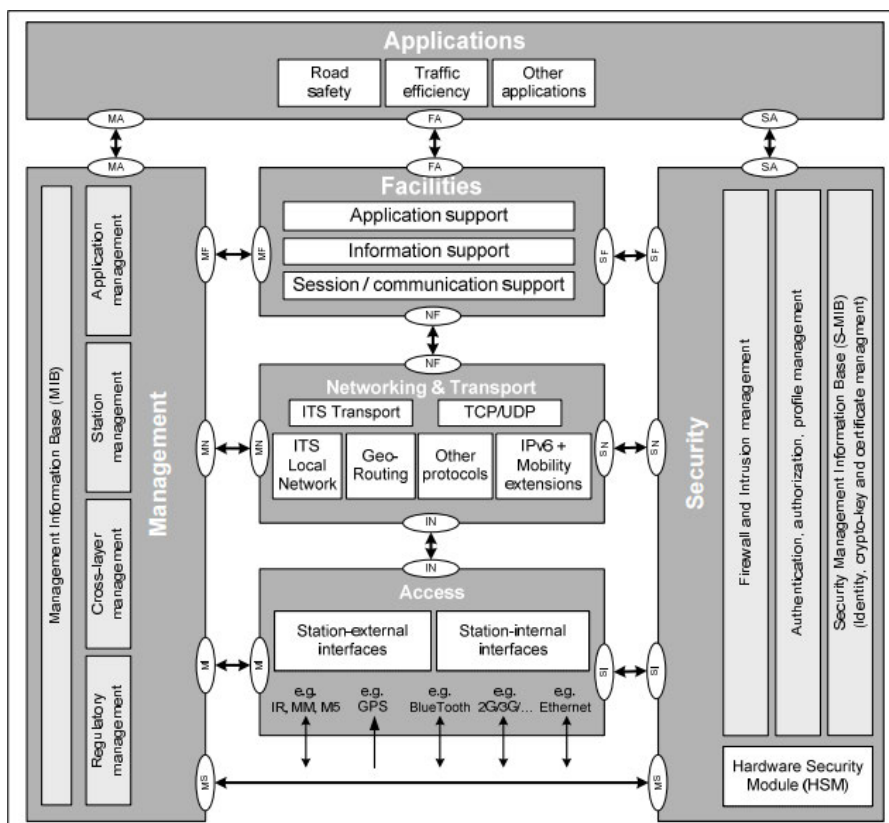 Applications
Road
safety
Traffic
efficiency
Other
applications
MA
FA
SA
MA
FA
SA
Management Information Base (MIB)
Application
management
Station
management
Cross-layer
management
Regulatory
management
Management
MF
MF
MN
MN
MI
MI
MS
Facilities
Application support
Information support
Session / communication support
NF
NF
Networking & Transport
ITS Transport
TCP/UDP
ITS
Local
Network
Geo-
Routing
Other
protocols
IPv6 +
Mobility
extensions
IN
IN
Access
Station-external
interfaces
Station-internal
interfaces
e.g.
IR, MM, M5
e.g.
GPS
e.g.
BlueTooth
e.g.
2G/3G/...
e.g.
Ethernet
SF
SF
SN
SN
SI
SI
MS
Security
Firewall and Intrusion management
Authentication, authorization, profile management
Security Management Information Base (S-MIB)
(Identity, crypto-key and certificate managment)
Hardware Security
Module (HSM)